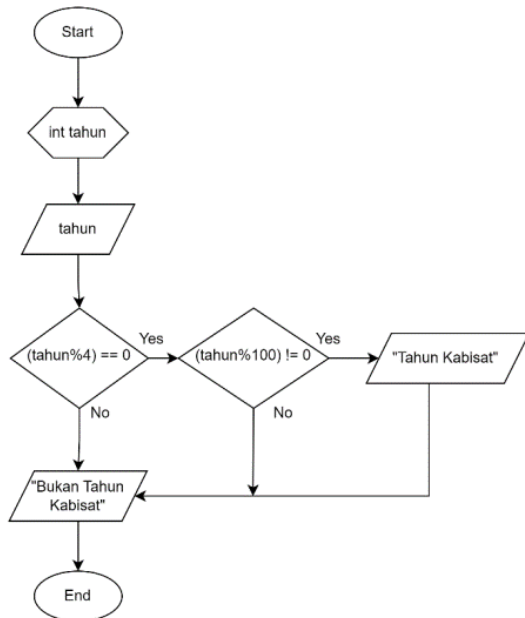 Start
int tahun
tahun
(tahun%4) == 0
Yes
(tahun%100) != 0
Yes
"Tahun Kabisat"
No
No
"Bukan Tahun
Kabisat"
End